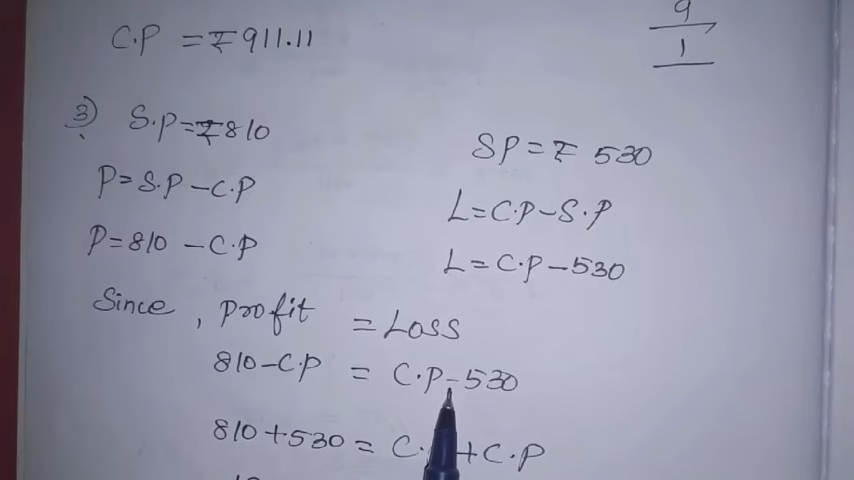 C.P = ₹911.11
9
1
3) S.P=₹810
P=S.P-C.P
P=810 -C.P
SP=₹ 530
L=C.P-S.P
L=C.P-530
Since, profit = Loss
810-C.P = C.P-530
810+530= C. +C.P